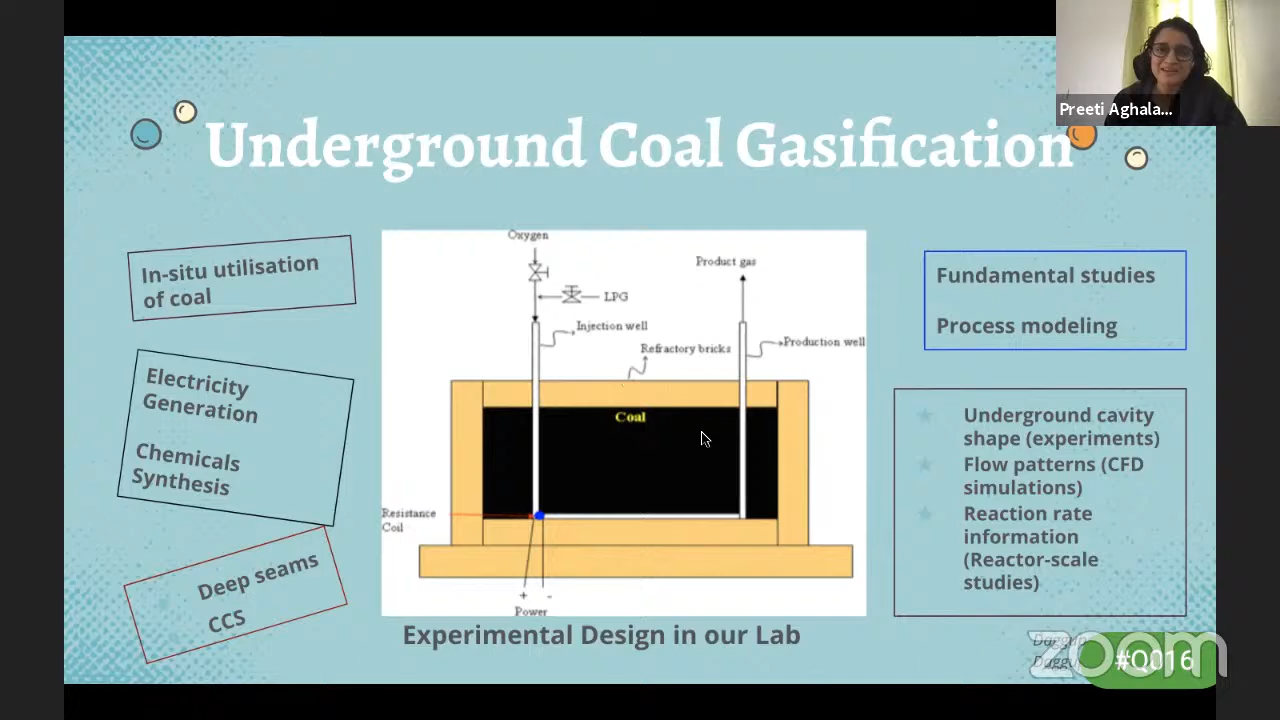 Preeti Aghala...
Underground Coal Gasification
In-situ utilisation
of coal
Electricity
Generation
Chemicals
Synthesis
Deep seams
CCS
Oxygen
LPG
Product gas
Injection well
Refractory bricks
Production well
Coal
Resistance
Coil
+ -
Power
Experimental Design in our Lab
Fundamental studies
Process modeling
Underground cavity
shape (experiments)
Flow patterns (CFD
simulations)
Reaction rate
information
(Reactor-scale
studies)
zoom
#Q016